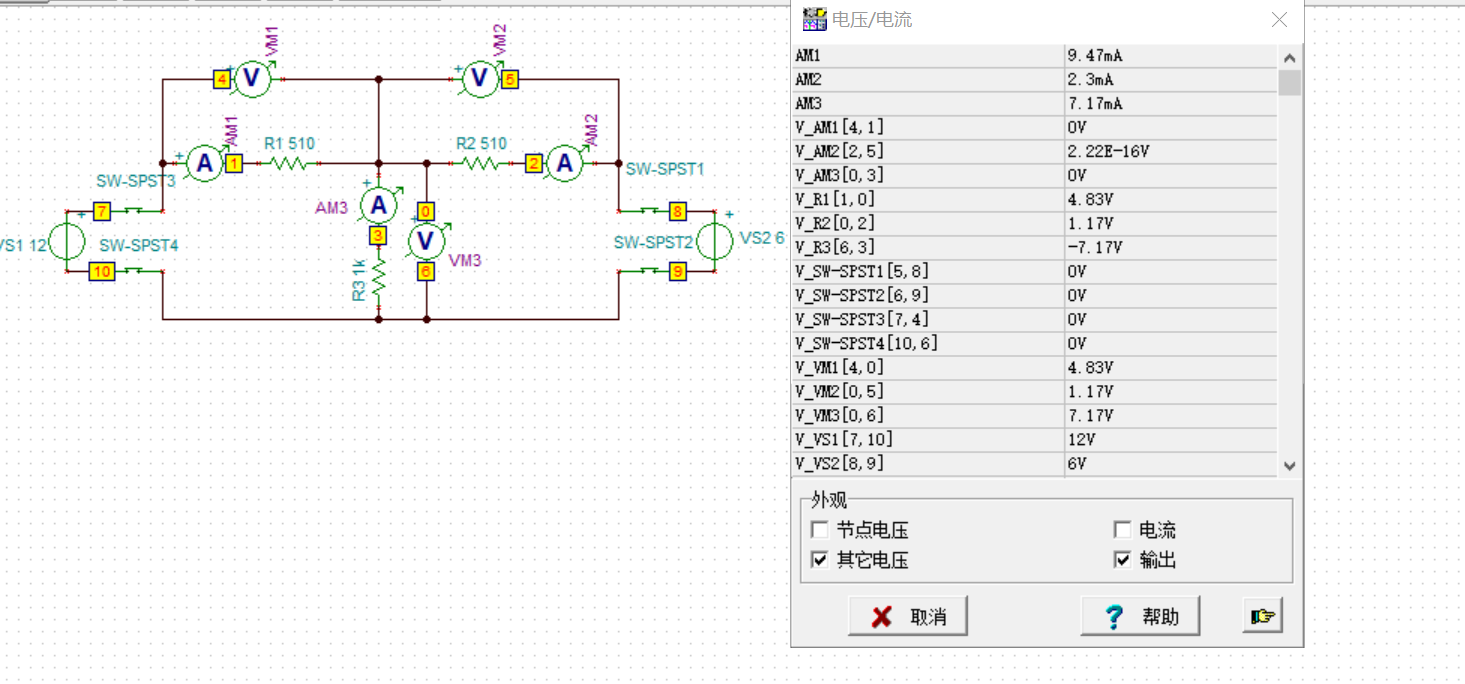 电压/电流
AM1 9.47mA
AM2 2.3mA
AM3 7.17mA
V_AM1[4,1] 0V
V_AM2[2,5] 2.22E-16V
V_AM3[0,3] 0V
V_R1[1,0] 4.83V
V_R2[0,2] 1.17V
V_R3[6,3] -7.17V
V_SW-SPST1[5,8] 0V
V_SW-SPST2[6,9] 0V
V_SW-SPST3[7,4] 0V
V_SW-SPST4[10,6] 0V
V_VM1[4,0] 4.83V
V_VM2[0,5] 1.17V
V_VM3[0,6] 7.17V
V_VS1[7,10] 12V
V_VS2[8,9] 6V
外观
节点电压 电流
其它电压 输出
取消 ? 帮助
VM1 VM2
4 V V 5
AM1 R1 510 R2 510 AM2
A 1 2 A
SW-SPST3 SW-SPST1
AM3 A
7 0 8
3 V
VS1 12 SW-SPST4 SW-SPST2 VS2 6
VM3
10 R3 1k 6 9